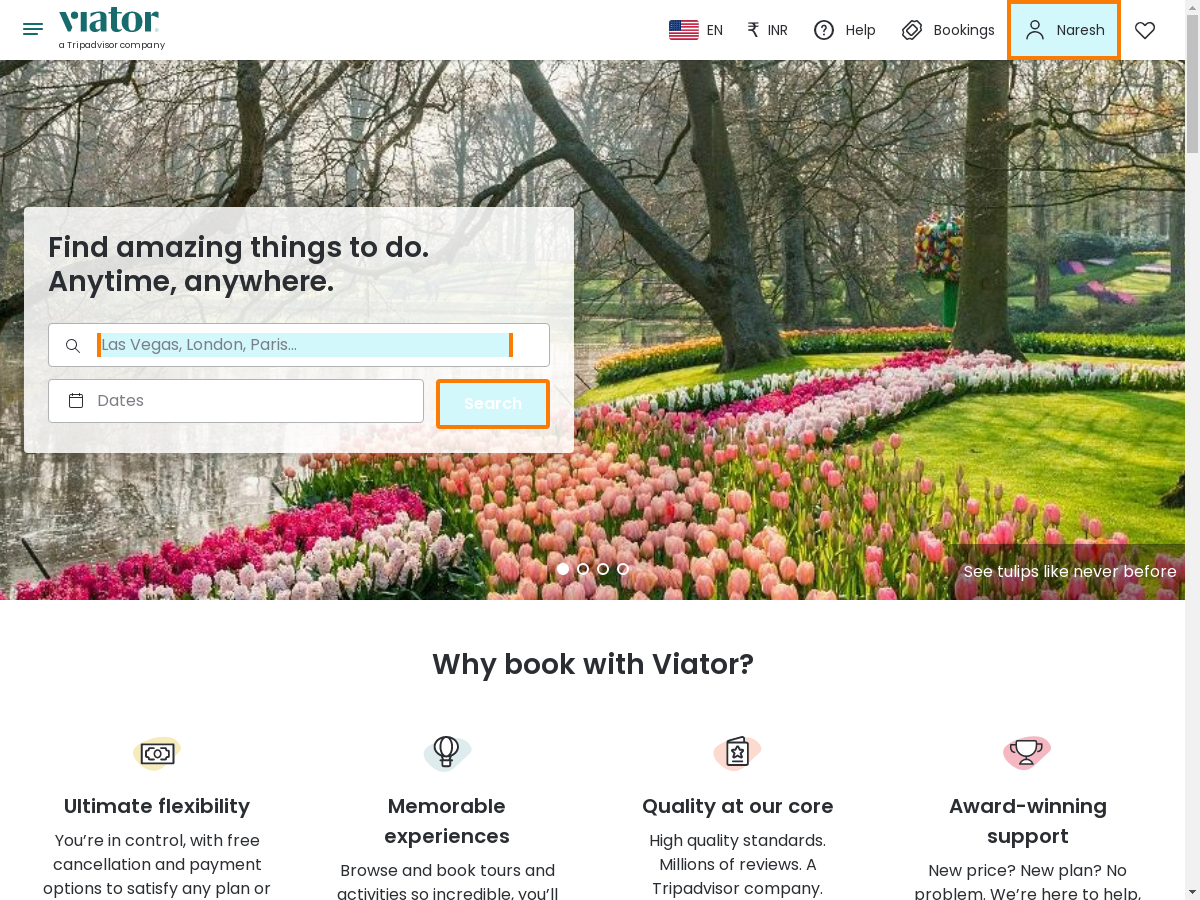 viator
a Tripadvisor company
EN
₹ INR
Help
Bookings
Naresh
Find amazing things to do.
Anytime, anywhere.
Las Vegas, London, Paris...
Dates
Search
See tulips like never before
Why book with Viator?
Ultimate flexibility
You’re in control, with free
cancellation and payment
options to satisfy any plan or
Memorable
experiences
Browse and book tours and
activities so incredible, you’ll
Quality at our core
High quality standards.
Millions of reviews. A
Tripadvisor company.
Award-winning
support
New price? New plan? No
problem. We’re here to help,